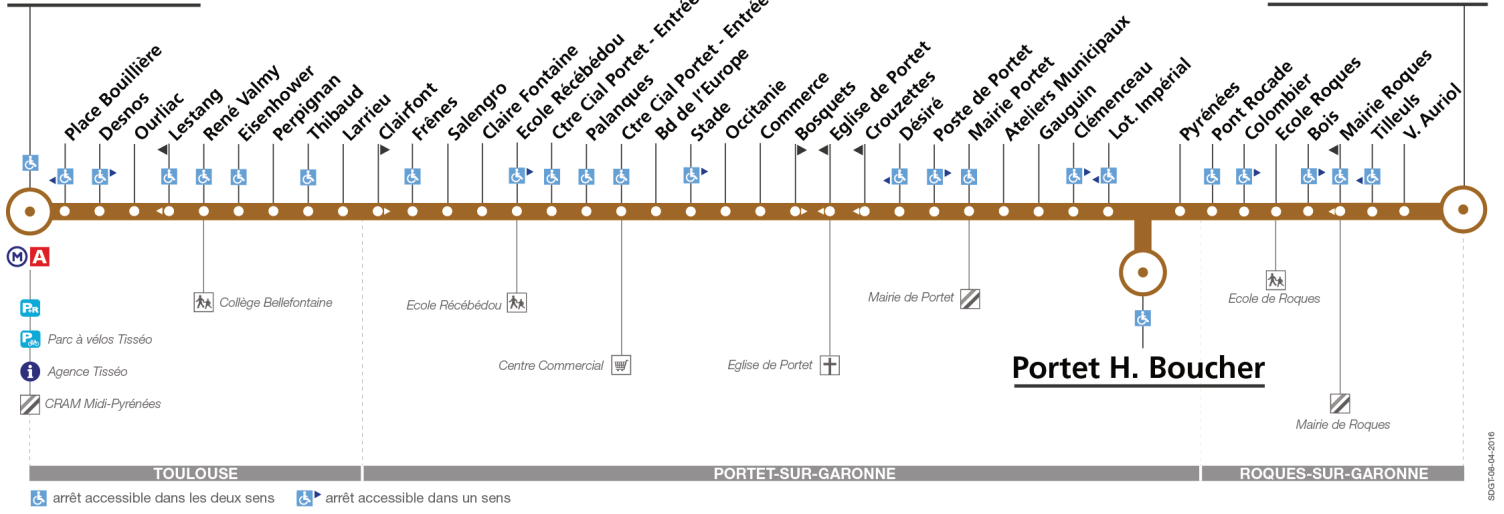 Place Bouillière
Desnos
Ourliac
Lestang
René Valmy
Eisenhower
Perpignan
Thibaud
Larrieu
Clairfont
Frênes
Salengro
Claire Fontaine
Ecole Récébédou
Ctre Cial Portet - Entrée
Palanques
Ctre Cial Portet - Entrée
Bd de l'Europe
Stade
Occitanie
Commerce
Bosquets
Eglise de Portet
Crouzettes
Désiré
Poste de Portet
Mairie Portet
Ateliers Municipaux
Gauguin
Clémenceau
Lot. Impérial
Pyrénées
Pont Rocade
Colombier
Ecole Roques
Bois
Mairie Roques
Tilleuls
V. Auriol
M A
P+R
Parc à vélos Tisséo
Agence Tisséo
CRAM Midi-Pyrénées
Collège Bellefontaine
Ecole Récébédou
Centre Commercial
Eglise de Portet
Mairie de Portet
Portet H. Boucher
Ecole de Roques
Mairie de Roques
TOULOUSE
PORTET-SUR-GARONNE
ROQUES-SUR-GARONNE
arrêt accessible dans les deux sens
arrêt accessible dans un sens
SDGT-08-04-2016